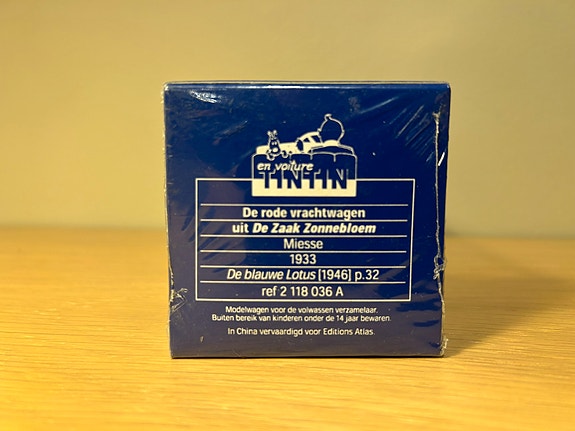 en voiture
TINTIN
De rode vrachtwagen
uit De Zaak Zonnebloem
Miesse
1933
De blauwe Lotus [1946] p.32
ref 2 118 036 A
Modelwagen voor de volwassen verzamelaar.
Buiten bereik van kinderen onder de 14 jaar bewaren.
In China vervaardigd voor Editions Atlas.